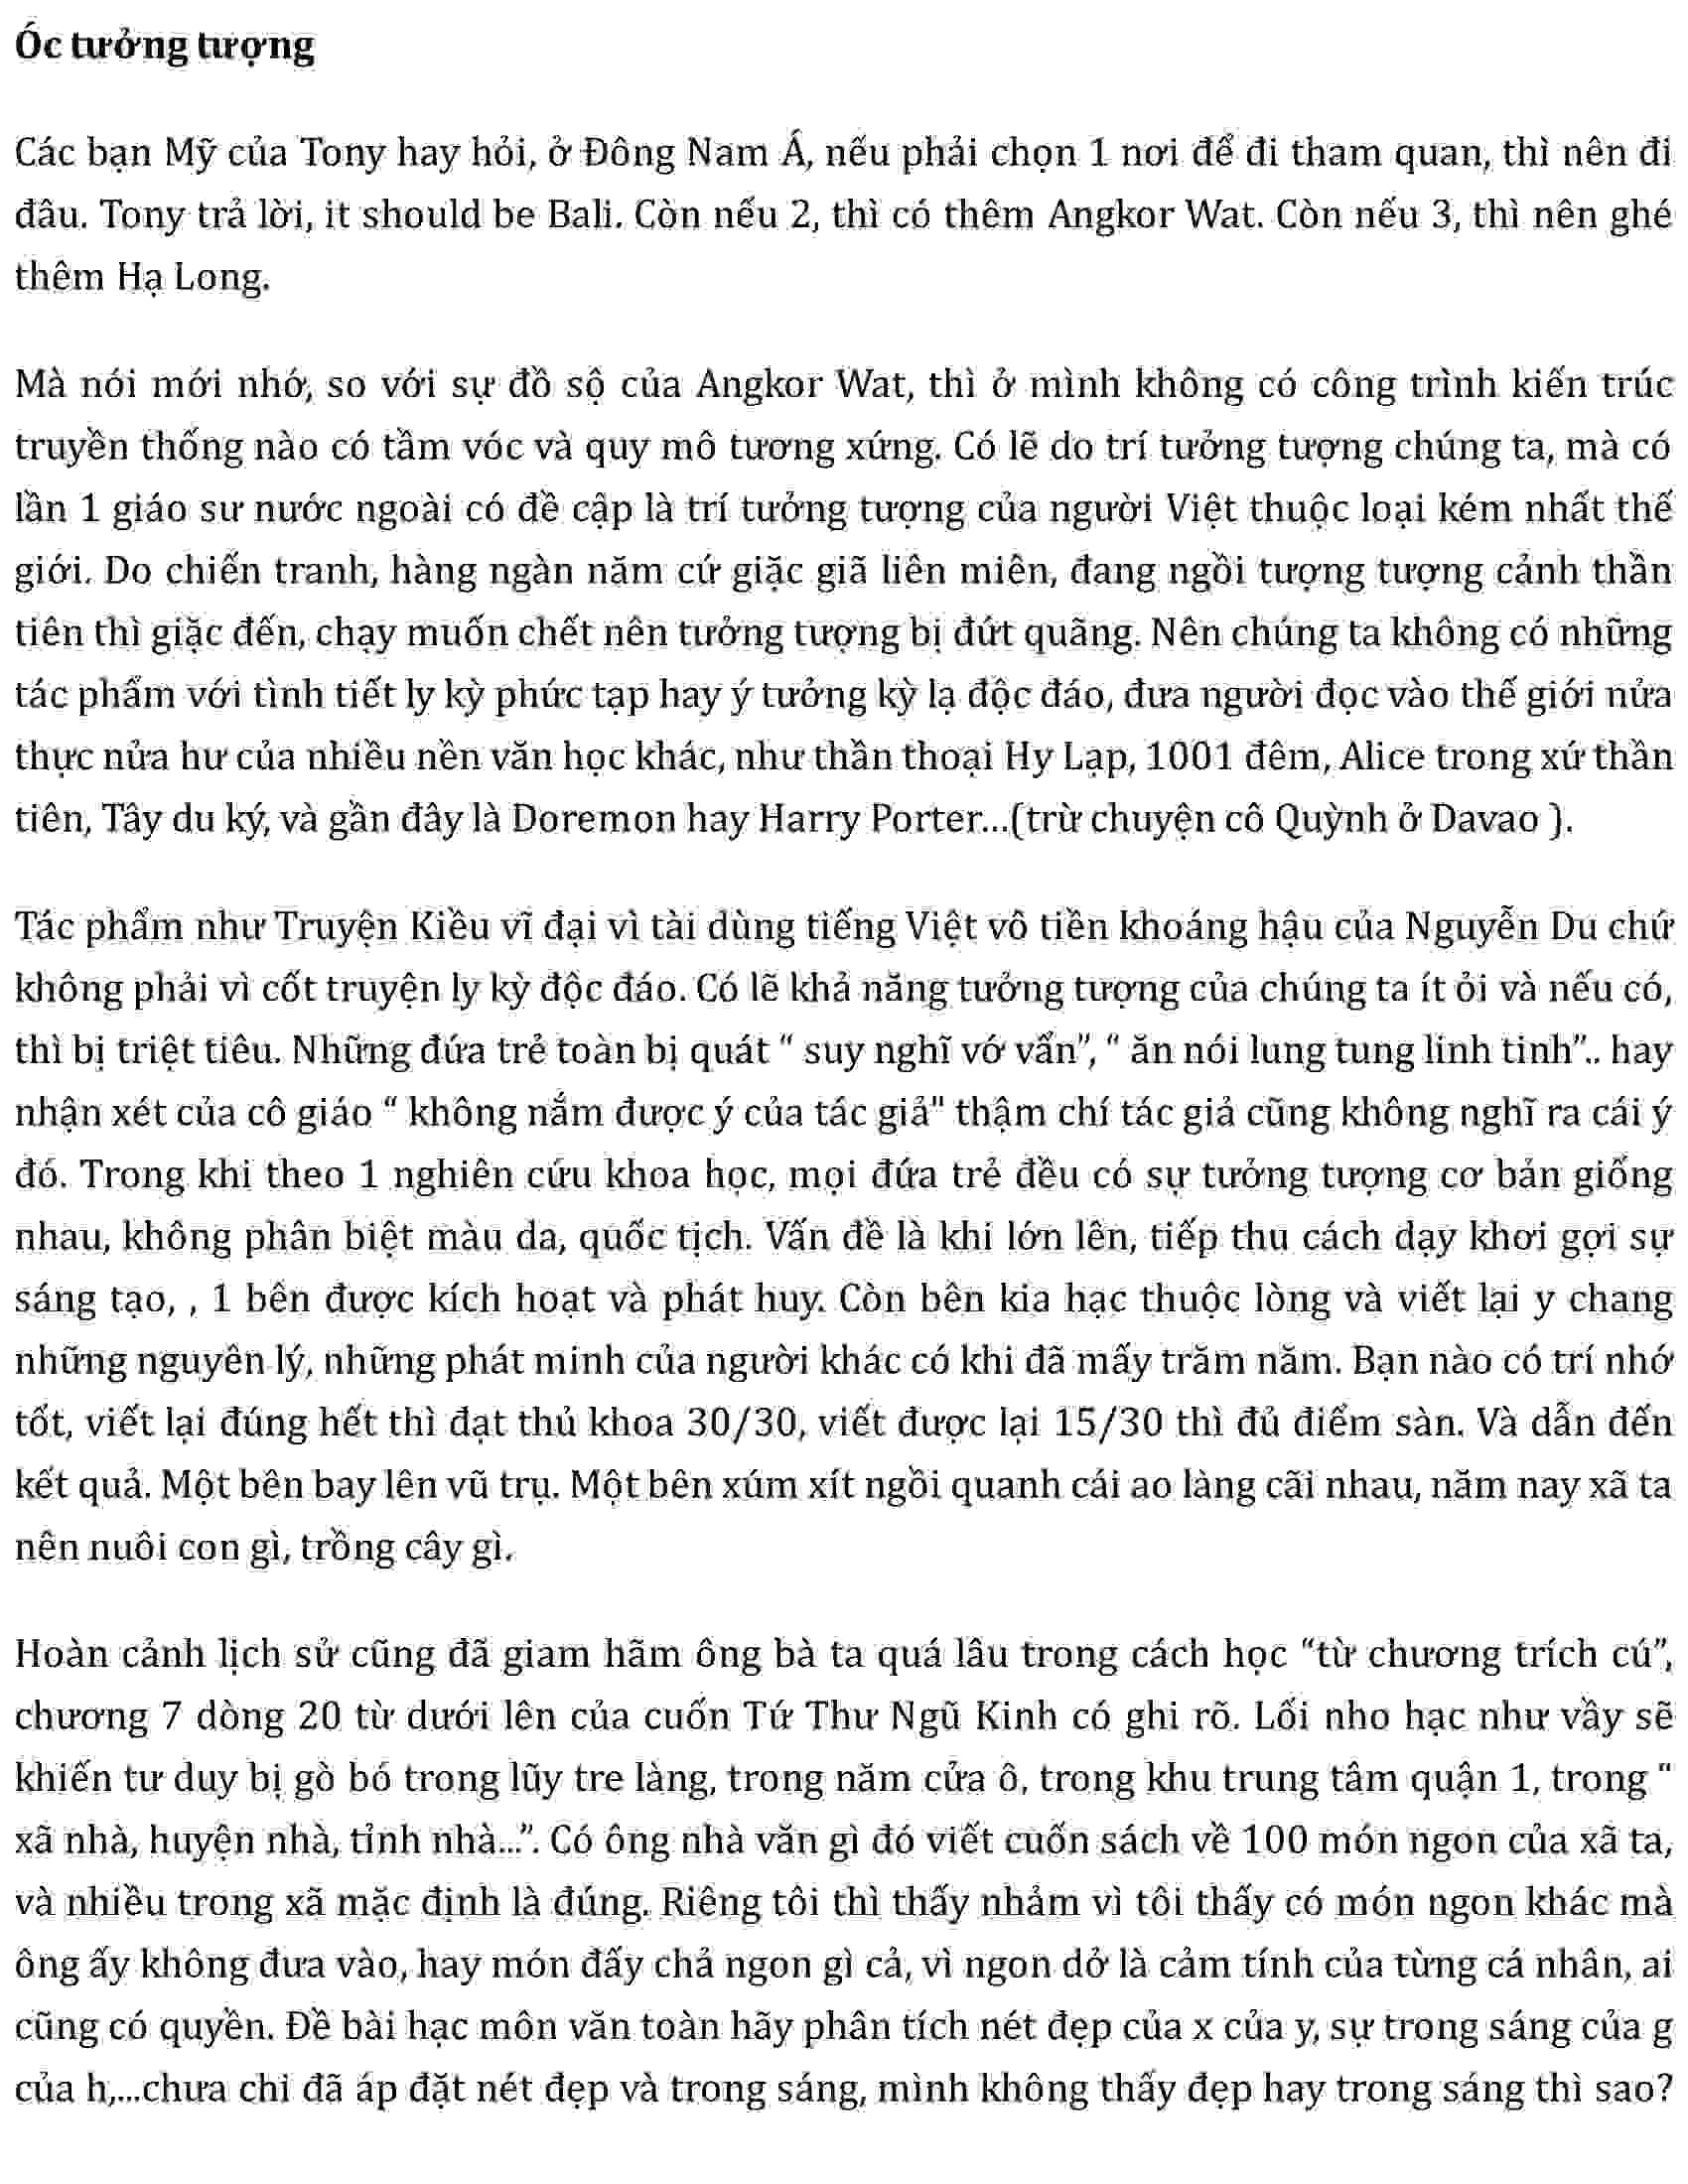 Óc tưởng tượng
Các bạn Mỹ của Tony hay hỏi, ở Đông Nam Á, nếu phải chọn 1 nơi để đi tham quan, thì nên đi
đâu. Tony trả lời, it should be Bali. Còn nếu 2, thì có thêm Angkor Wat. Còn nếu 3, thì nên ghé
thêm Hạ Long.
Mà nói mới nhớ, so với sự đồ sộ của Angkor Wat, thì ở mình không có công trình kiến trúc
truyền thống nào có tầm vóc và quy mô tương xứng. Có lẽ do trí tưởng tượng chúng ta, mà có
lần 1 giáo sư nước ngoài có đề cập là trí tưởng tượng của người Việt thuộc loại kém nhất thế
giới. Do chiến tranh, hàng ngàn năm cứ giặc giã liên miên, đang ngồi tượng tượng cảnh thần
tiên thì giặc đến, chạy muốn chết nên tưởng tượng bị đứt quãng. Nên chúng ta không có những
tác phẩm với tình tiết ly kỳ phức tạp hay ý tưởng kỳ lạ độc đáo, đưa người đọc vào thế giới nửa
thực nửa hư của nhiều nền văn học khác, như thần thoại Hy Lạp, 1001 đêm, Alice trong xứ thần
tiên, Tây du ký, và gần đây là Doremon hay Harry Porter...(trừ chuyện cô Quỳnh ở Davao ).
Tác phẩm như Truyện Kiều vĩ đại vì tài dùng tiếng Việt vô tiền khoáng hậu của Nguyễn Du chứ
không phải vì cốt truyện ly kỳ độc đáo. Có lẽ khả năng tưởng tượng của chúng ta ít ỏi và nếu có,
thì bị triệt tiêu. Những đứa trẻ toàn bị quát “ suy nghĩ vớ vẩn”, “ ăn nói lung tung linh tinh”.. hay
nhận xét của cô giáo “ không nắm được ý của tác giả" thậm chí tác giả cũng không nghĩ ra cái ý
đó. Trong khi theo 1 nghiên cứu khoa học, mọi đứa trẻ đều có sự tưởng tượng cơ bản giống
nhau, không phân biệt màu da, quốc tịch. Vấn đề là khi lớn lên, tiếp thu cách dạy khơi gợi sự
sáng tạo, , 1 bên được kích hoạt và phát huy. Còn bên kia hạc thuộc lòng và viết lại y chang
những nguyên lý, những phát minh của người khác có khi đã mấy trăm năm. Bạn nào có trí nhớ
tốt, viết lại đúng hết thì đạt thủ khoa 30/30, viết được lại 15/30 thì đủ điểm sàn. Và dẫn đến
kết quả. Một bên bay lên vũ trụ. Một bên xúm xít ngồi quanh cái ao làng cãi nhau, năm nay xã ta
nên nuôi con gì, trồng cây gì.
Hoàn cảnh lịch sử cũng đã giam hãm ông bà ta quá lâu trong cách học “từ chương trích cú”,
chương 7 dòng 20 từ dưới lên của cuốn Tứ Thư Ngũ Kinh có ghi rõ. Lối nho hạc như vầy sẽ
khiến tư duy bị gò bó trong lũy tre làng, trong năm cửa ô, trong khu trung tâm quận 1, trong "
xã nhà, huyện nhà, tỉnh nhà...”. Có ông nhà văn gì đó viết cuốn sách về 100 món ngon của xã ta,
và nhiều trong xã mặc định là đúng. Riêng tôi thì thấy nhảm vì tôi thấy có món ngon khác mà
ông ấy không đưa vào, hay món đấy chả ngon gì cả, vì ngon dở là cảm tính của từng cá nhân, ai
cũng có quyền. Đề bài hạc môn văn toàn hãy phân tích nét đẹp của x của y, sự trong sáng của g
của h,...chưa chi đã áp đặt nét đẹp và trong sáng, mình không thấy đẹp hay trong sáng thì sao?